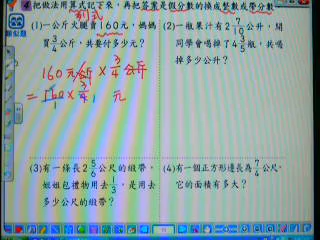 4 把做法用算式記下來,再把答案是假分數的換成整數或帶分數
列式
(1)一公斤火腿賣160元,媽媽買3/4公斤,共要付多少元?
160元/公斤 × 3/4 公斤
= 160/1 × 3/4 元
(2)一瓶果汁有2 7/10公升,
同學會喝掉了4 3/5瓶,共喝掉多少公升?
(3)有一條長2 5/6公尺的緞帶,
姐姐包禮物用去1/3,是用去
多少公尺的緞帶?
(4)有一個正方形邊長為7/4公尺,
它的面積有多大?